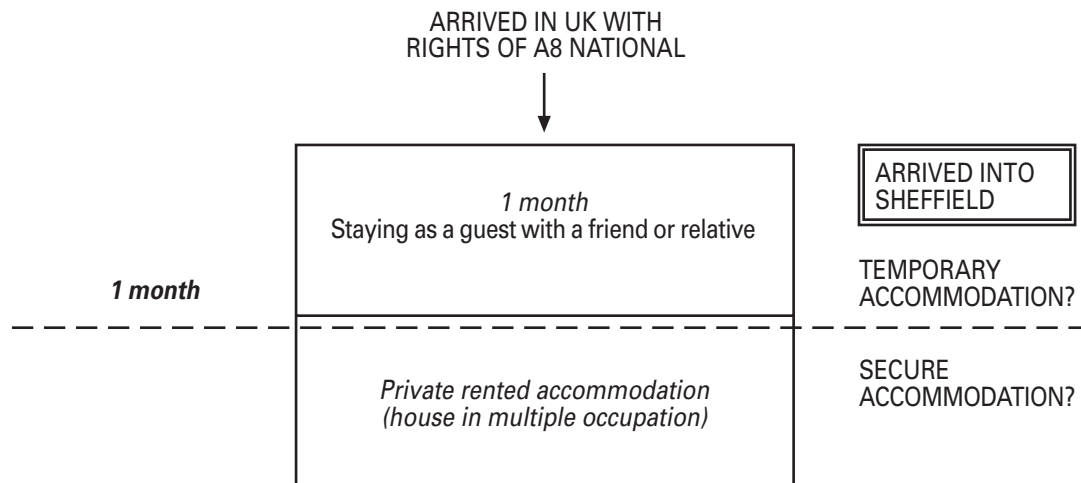 ARRIVED IN UK WITH
RIGHTS OF A8 NATIONAL
1 month
Staying as a guest with a friend or relative
ARRIVED INTO
SHEFFIELD
1 month
TEMPORARY
ACCOMMODATION?
Private rented accommodation
(house in multiple occupation)
SECURE
ACCOMMODATION?